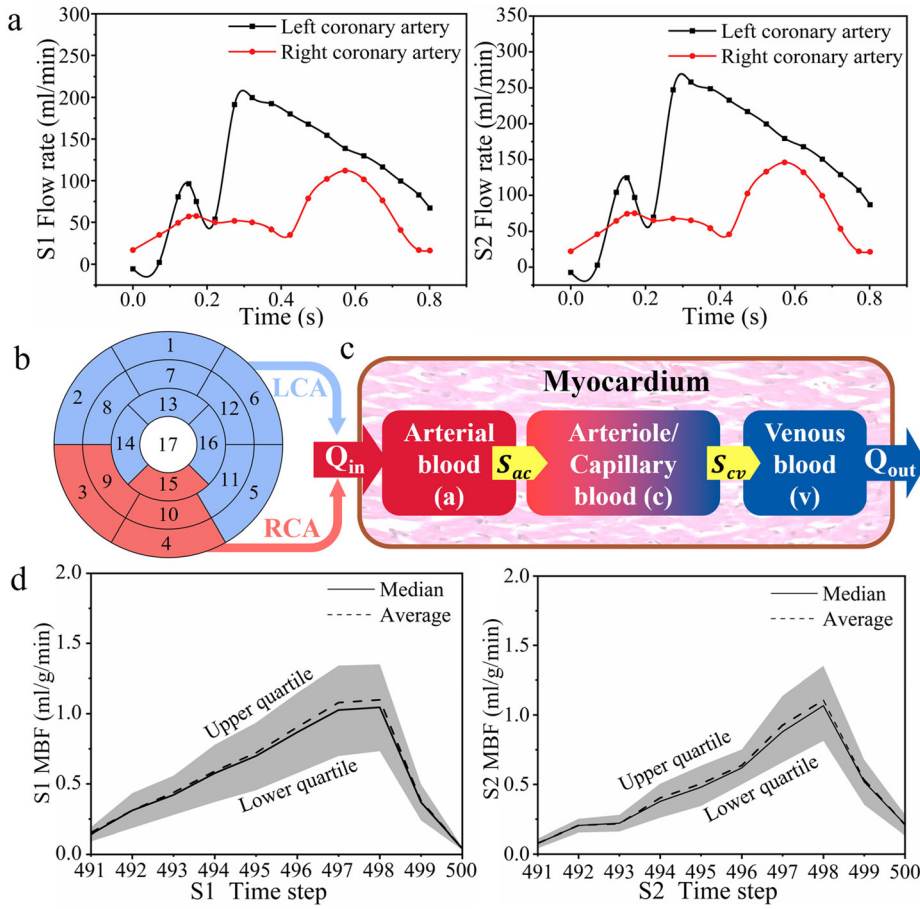 a
S1 Flow rate (ml/min)
300
250
200
150
100
50
0
Left coronary artery
Right coronary artery
0.0 0.2 0.4 0.6 0.8
Time (s)
S2 Flow rate (ml/min)
350
300
250
200
150
100
50
0
Left coronary artery
Right coronary artery
0.0 0.2 0.4 0.6 0.8
Time (s)
b
1
2
3
4
5
6
7
8
9
10
11
12
13
14
15
16
17
LCA
RCA
c
Myocardium
Q_in
Arterial
blood
(a)
S_ac
Arteriole/
Capillary
blood (c)
S_cv
Venous
blood
(v)
Q_out
d
S1 MBF (ml/g/min)
2.0
1.5
1.0
0.5
0.0
Median
Average
Upper quartile
Lower quartile
491 492 493 494 495 496 497 498 499 500
S1 Time step
S2 MBF (ml/g/min)
2.0
1.5
1.0
0.5
0.0
Median
Average
Upper quartile
Lower quartile
491 492 493 494 495 496 497 498 499 500
S2 Time step